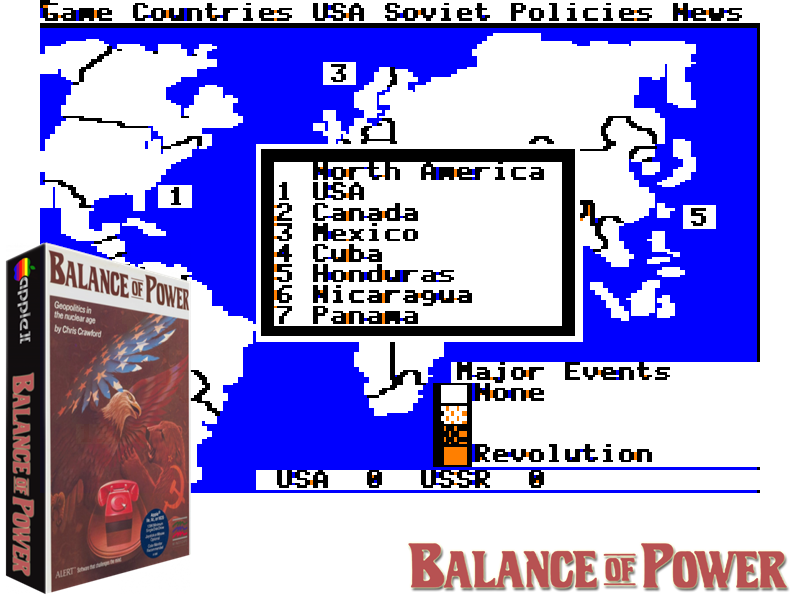 Game Countries USA Soviet Policies News
3
1
5
North America
1 USA
2 Canada
3 Mexico
4 Cuba
5 Honduras
6 Nicaragua
7 Panama
Major Events
None
Revolution
USA 0 USSR 0
apple ][
BALANCE OF POWER
BALANCE OF POWER
Geopolitics in
the nuclear age
by Chris Crawford
BALANCE OF POWER